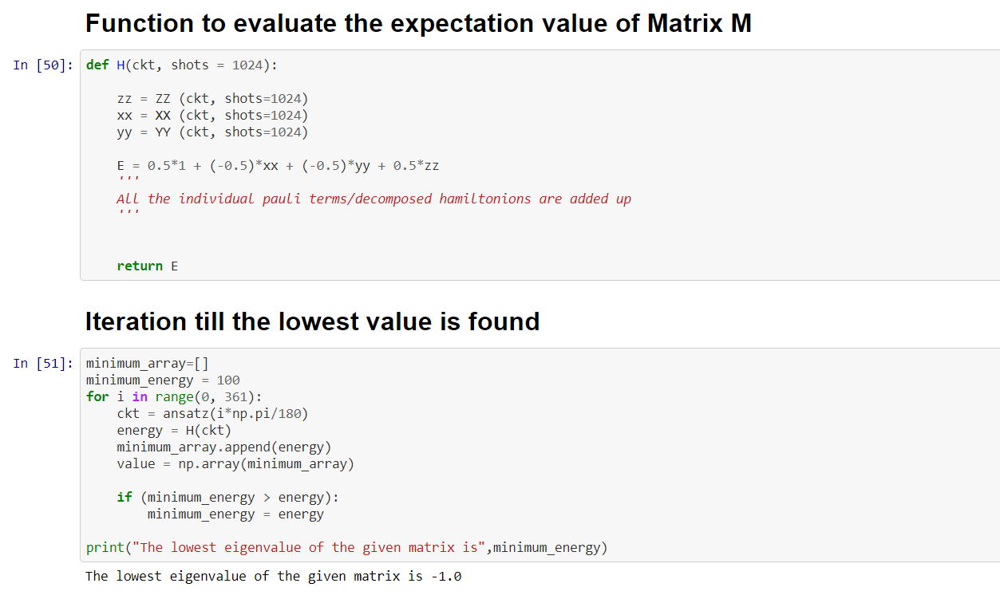 Function to evaluate the expectation value of Matrix M
In [50]: def H(ckt, shots = 1024):
zz = ZZ (ckt, shots=1024)
xx = XX (ckt, shots=1024)
yy = YY (ckt, shots=1024)
E = 0.5*1 + (-0.5)*xx + (-0.5)*yy + 0.5*zz
'''
All the individual pauli terms/decomposed hamiltonions are added up
'''
return E
Iteration till the lowest value is found
In [51]: minimum_array=[]
minimum_energy = 100
for i in range(0, 361):
ckt = ansatz(i*np.pi/180)
energy = H(ckt)
minimum_array.append(energy)
value = np.array(minimum_array)
if (minimum_energy > energy):
minimum_energy = energy
print("The lowest eigenvalue of the given matrix is",minimum_energy)
The lowest eigenvalue of the given matrix is -1.0